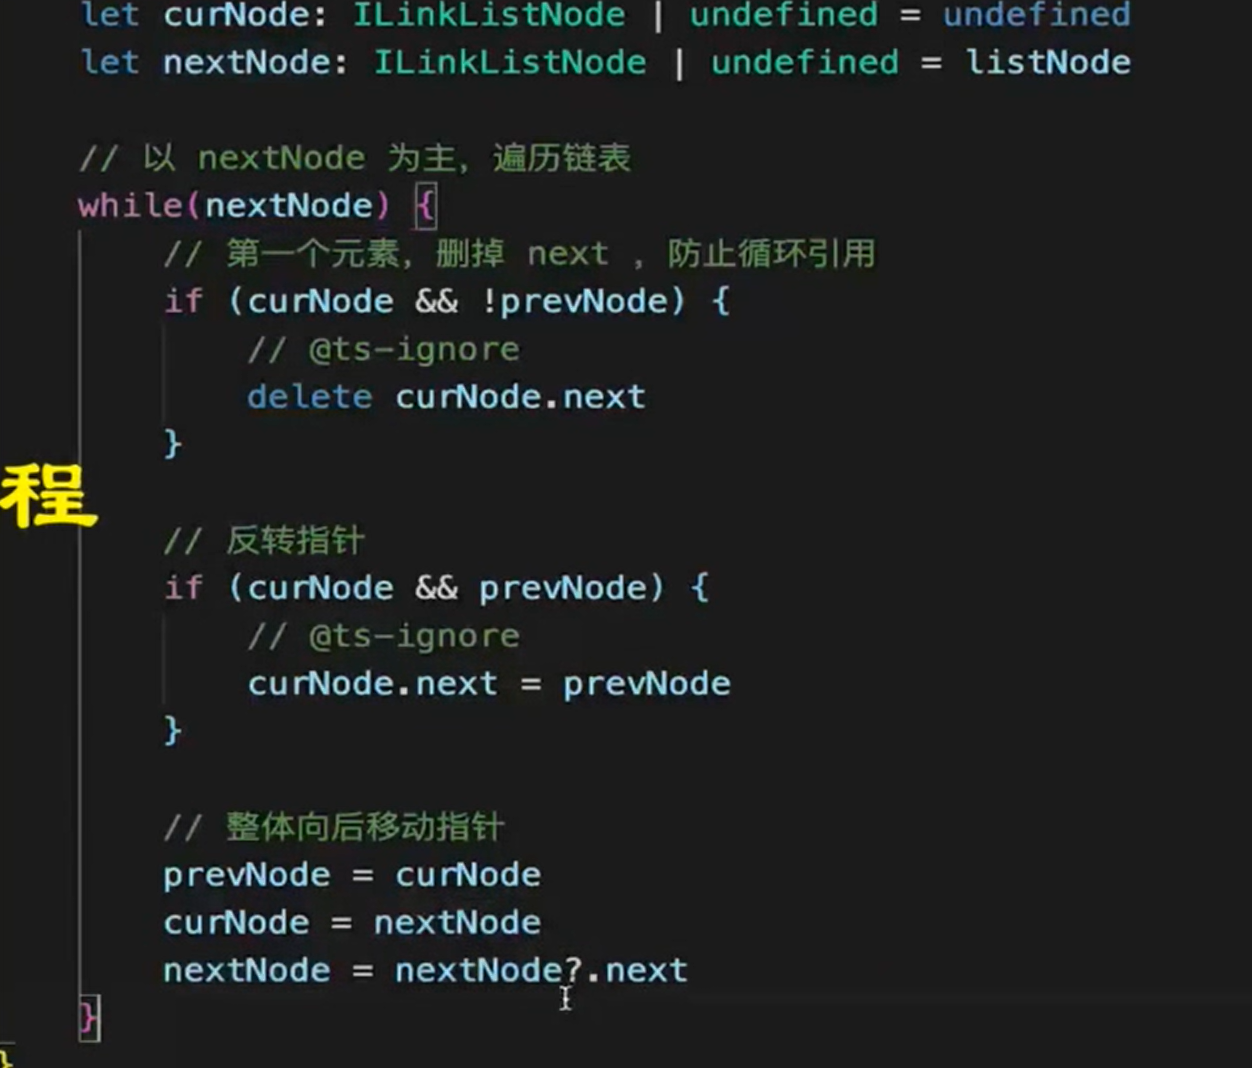 let curNode: ILinkListNode | undefined = undefined
let nextNode: ILinkListNode | undefined = listNode
// 以 nextNode 为主，遍历链表
while(nextNode) {
// 第一个元素，删掉 next ，防止循环引用
if (curNode && !prevNode) {
// @ts-ignore
delete curNode.next
}
程
// 反转指针
if (curNode && prevNode) {
// @ts-ignore
curNode.next = prevNode
}
// 整体向后移动指针
prevNode = curNode
curNode = nextNode
nextNode = nextNode?.next
}
}